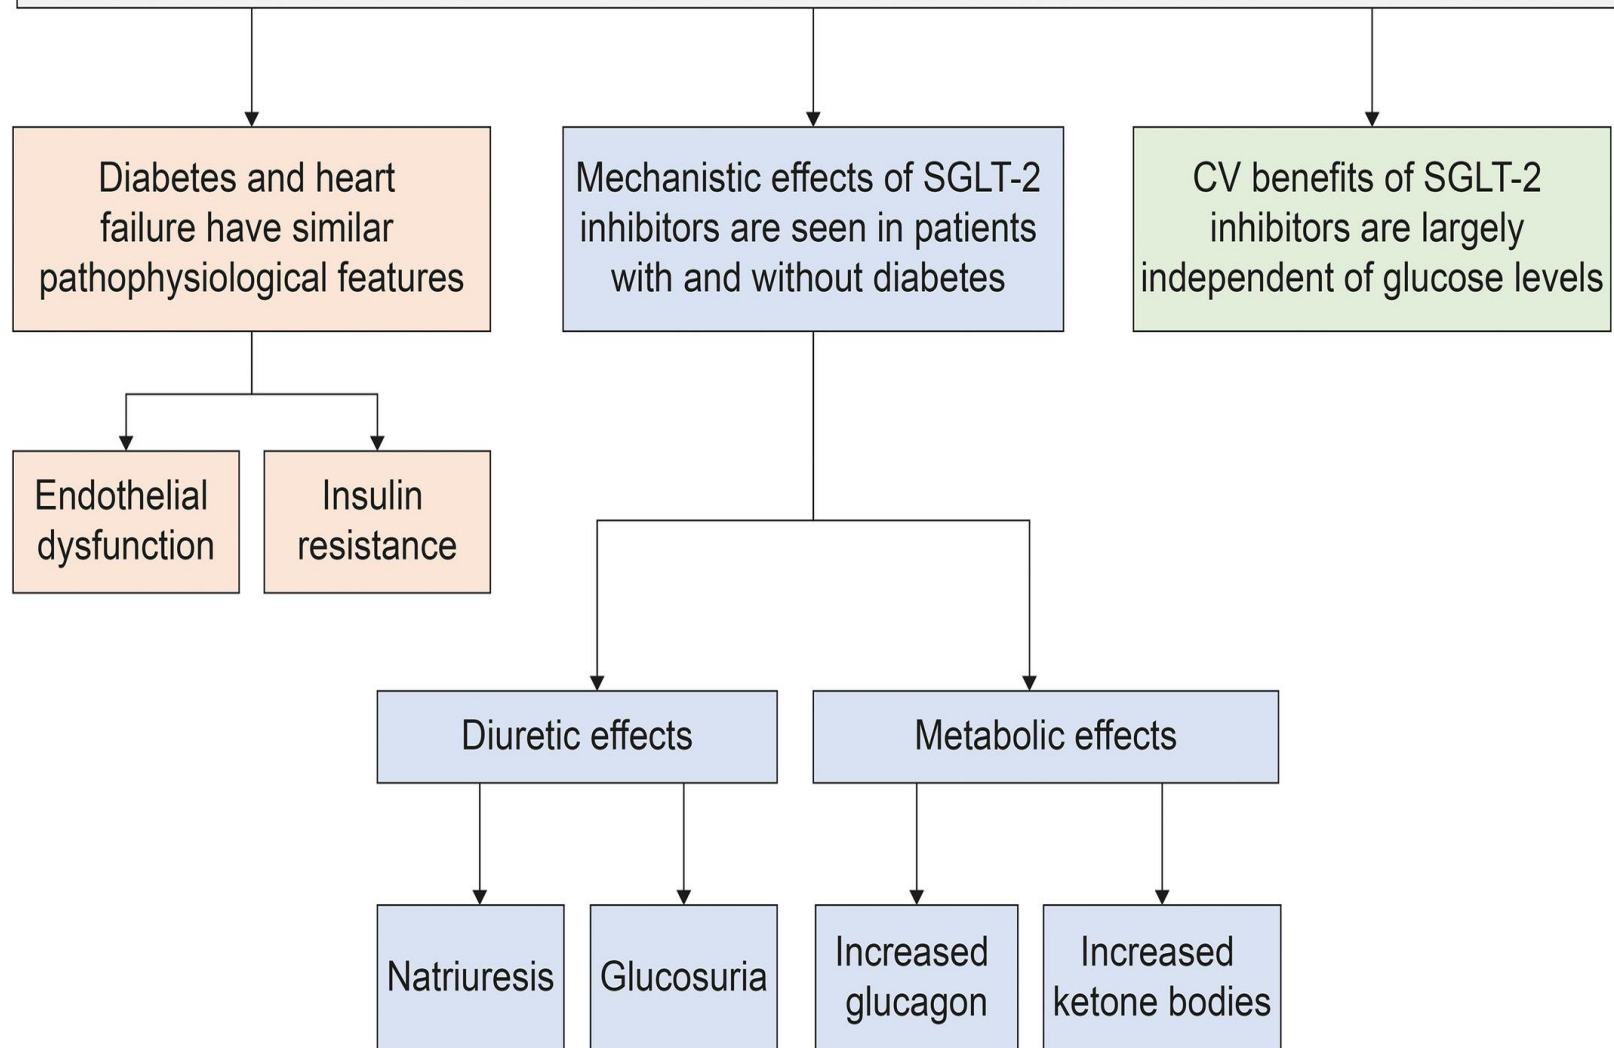 Diabetes and heart
failure have similar
pathophysiological features
Mechanistic effects of SGLT-2
inhibitors are seen in patients
with and without diabetes
CV benefits of SGLT-2
inhibitors are largely
independent of glucose levels
Endothelial
dysfunction
Insulin
resistance
Diuretic effects
Metabolic effects
Natriuresis
Glucosuria
Increased
glucagon
Increased
ketone bodies